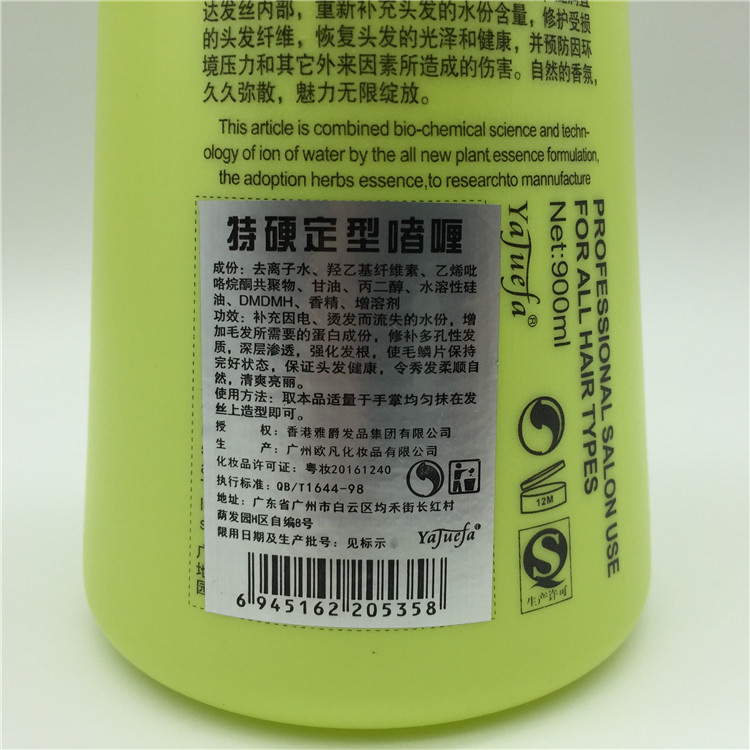 达发丝内部，重新补充头发的水份含量，修护受损
的头发纤维，恢复头发的光泽和健康，并预防因环
境压力和其它外来因素所造成的伤害。自然的香氛，
久久弥散，魅力无限绽放。
This article is combined bio-chemical science and techn-
ology of ion of water by the all new plant essence formulation,
the adoption herbs essence,to researchto mannufacture
特硬定型啫喱
成份：去离子水、羟乙基纤维素、乙烯吡
咯烷酮共聚物、甘油、丙二醇、水溶性硅
油、DMDMH、香精、增溶剂
功效：补充因电、烫发而流失的水份，增
加毛发所需要的蛋白成份，修补多孔性发
质，深层渗透，强化发根，使毛鳞片保持
完好状态，保证头发健康，令秀发柔顺自
然，清爽亮丽。
使用方法：取本品适量于手掌均匀抹在发
丝上造型即可。
授 权：香港雅爵发品集团有限公司
生 产：广州欧凡化妆品有限公司
化妆品许可证：粤妆20161240
执行标准：QB/T1644-98
地址：广东省广州市白云区均禾街长红村
荫发园H区自编8号
限用日期及生产批号：见标示
YaJuefa
6 945162 205358
PROFESSIONAL SALON USE
FOR ALL HAIR TYPES
Net:900ml
YaJuefa®
12M
QS
生产许可